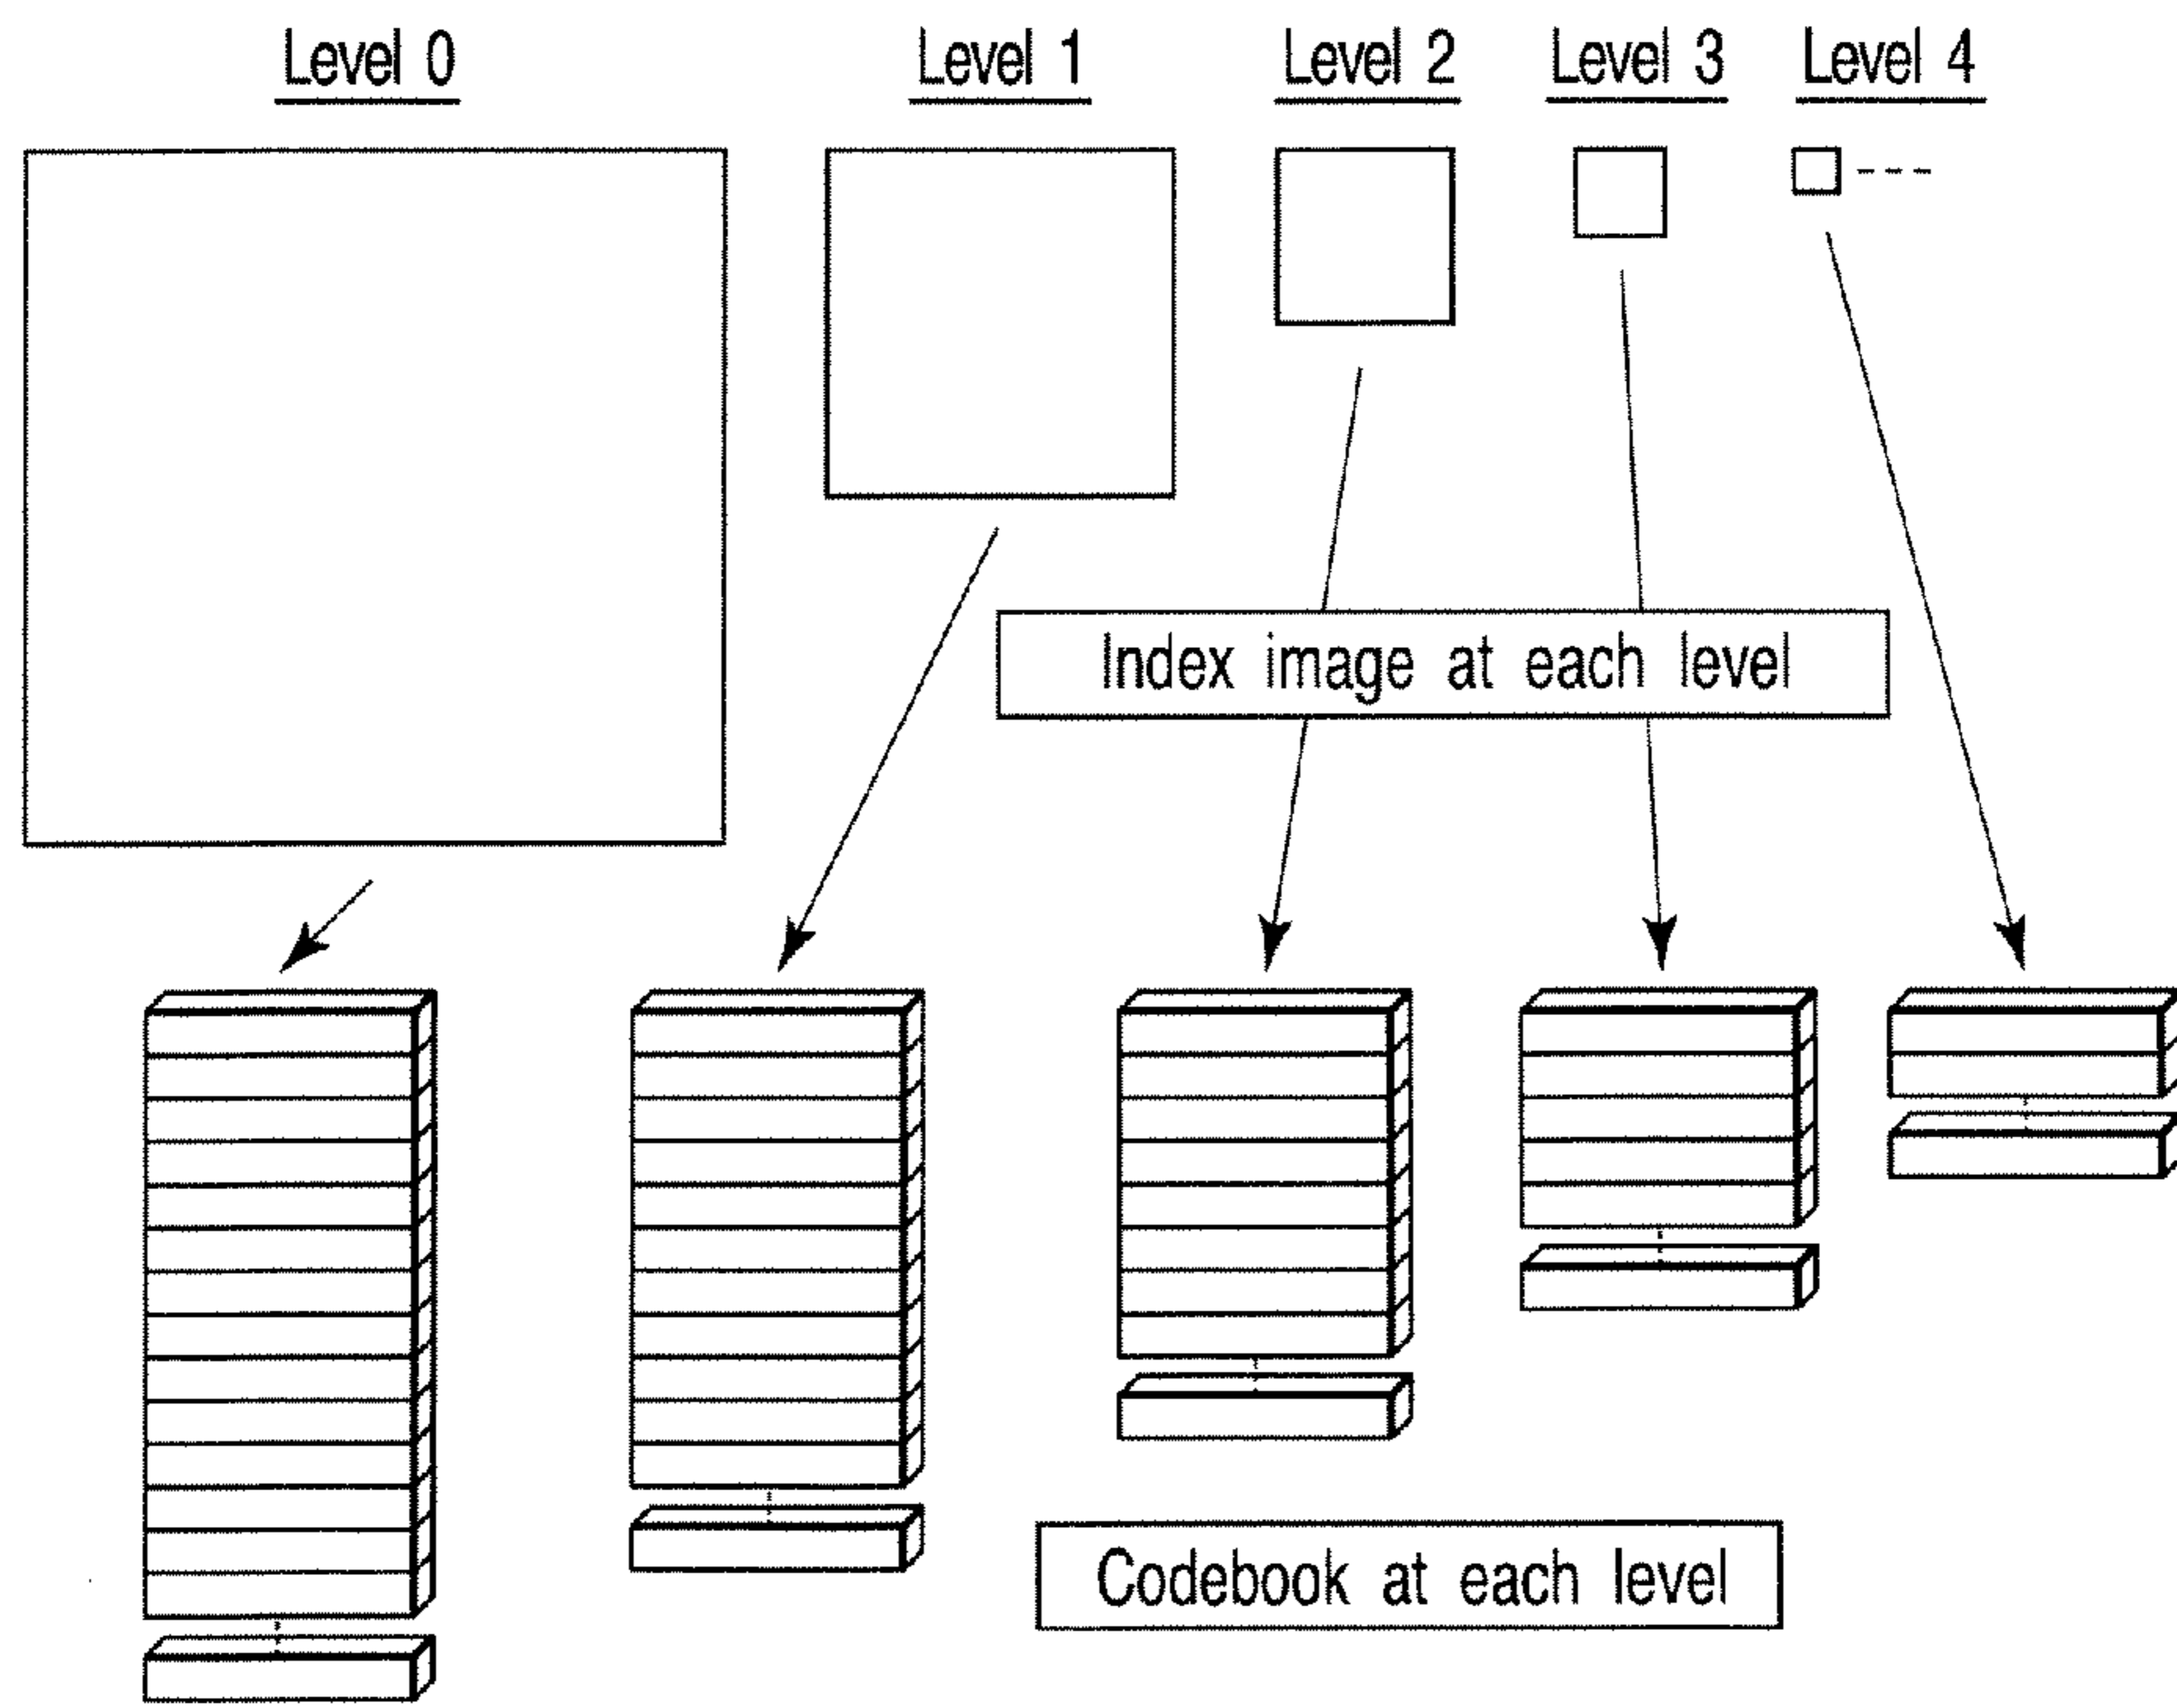 Level 0
Level 1
Level 2
Level 3
Level 4
Index image at each level
Codebook at each level